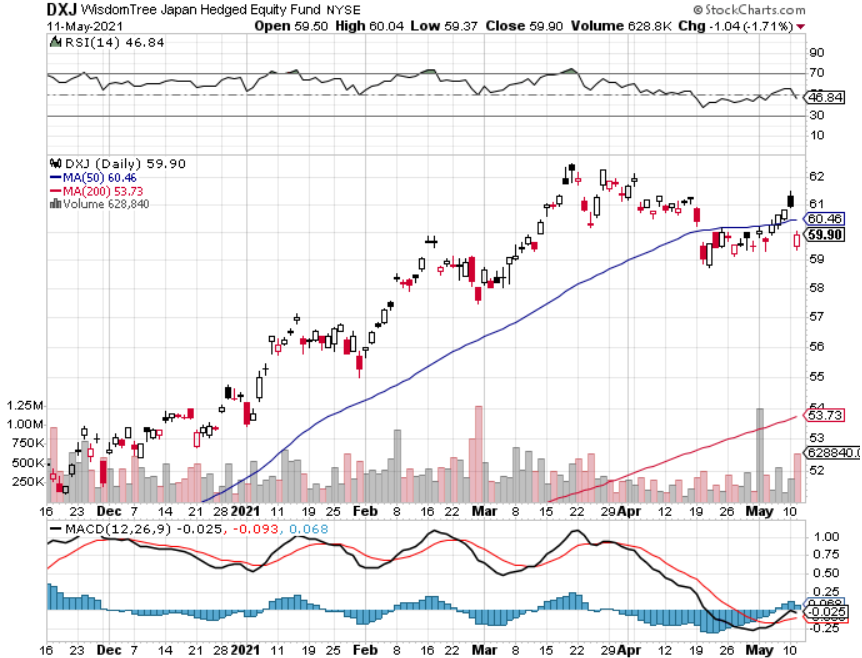 DXJ WisdomTree Japan Hedged Equity Fund NYSE © StockCharts.com
11-May-2021 Open 59.50 High 60.04 Low 59.37 Close 59.90 Volume 628.8K Chg -1.04 (-1.71%)
RSI(14) 46.84
90
70
46.84
30
10
DXJ (Daily) 59.90
MA(50) 60.46
MA(200) 53.73
Volume 628,840
62
61
60.46
59.90
59
58
57
56
55
1.25M
53.73
1.00M
750K
53
628840.0
500K
52
250K
16 23 Dec 7 14 21 28 2021 11 19 25 Feb 8 16 22 Mar 8 15 22 29 Apr 12 19 26 May 10
MACD(12,26,9) -0.025, -0.093, 0.068
1.00
0.75
0.50
0.25
0.068
-0.025
-0.25
16 23 Dec 7 14 21 28 2021 11 19 25 Feb 8 16 22 Mar 8 15 22 29 Apr 12 19 26 May 10